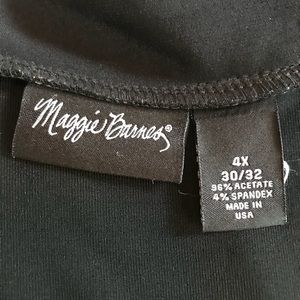 Maggie Barnes®
4X
30/32
96% ACETATE
4% SPANDEX
MADE IN
USA